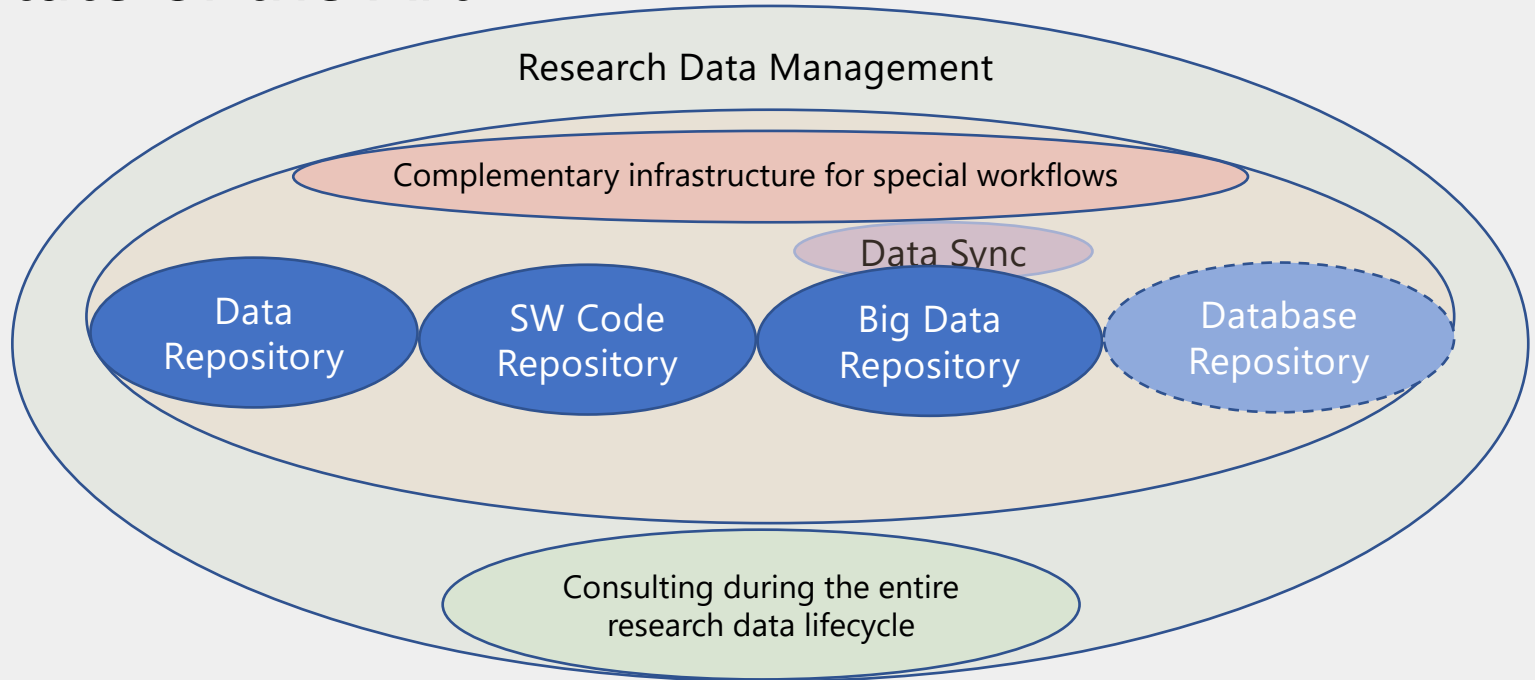 Research Data Management
Complementary infrastructure for special workflows
Data Sync
Data
Repository
SW Code
Repository
Big Data
Repository
Database
Repository
Consulting during the entire
research data lifecycle